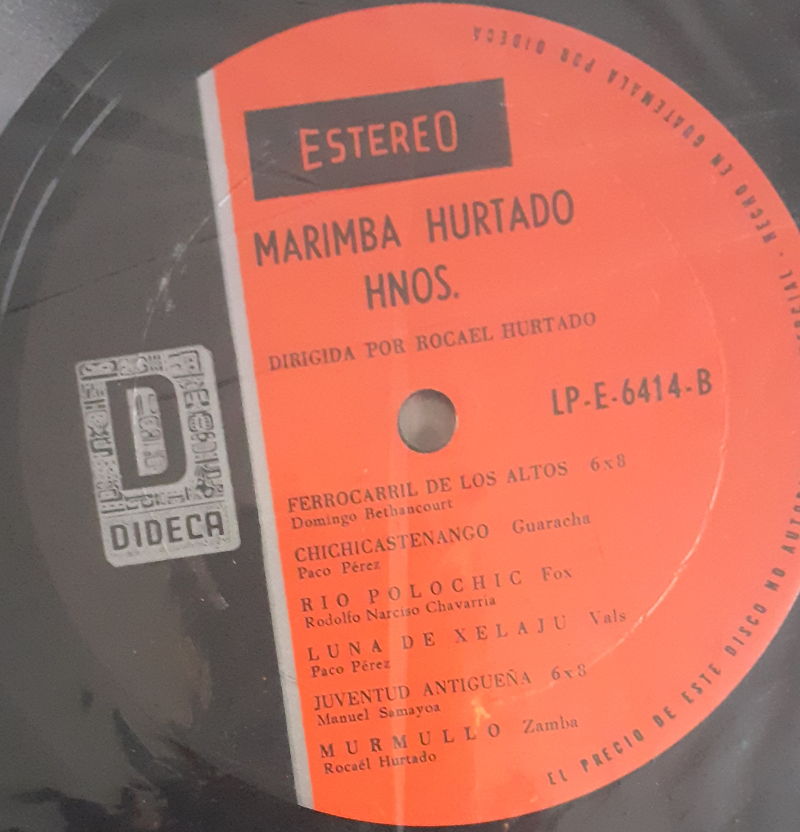 ESTEREO
MARIMBA HURTADO
HNOS.
DIRIGIDA POR ROCAEL HURTADO
LP-E-6414-B
FERROCARRIL DE LOS ALTOS 6x8
Domingo Bethancourt
CHICHICASTENANGO Guaracha
Paco Pérez
RIO POLOCHIC Fox
Rodolfo Narciso Chavarria
LUNA DE XELAJU Vals
Paco Pérez
JUVENTUD ANTIGUEÑA 6x8
Manuel Samayoa
MURMULLO Zamba
Rocaél Hurtado
D
DIDECA
EL PRECIO DE ESTE DISCO NO
HECHO EN GUATEMALA POR DIDECA